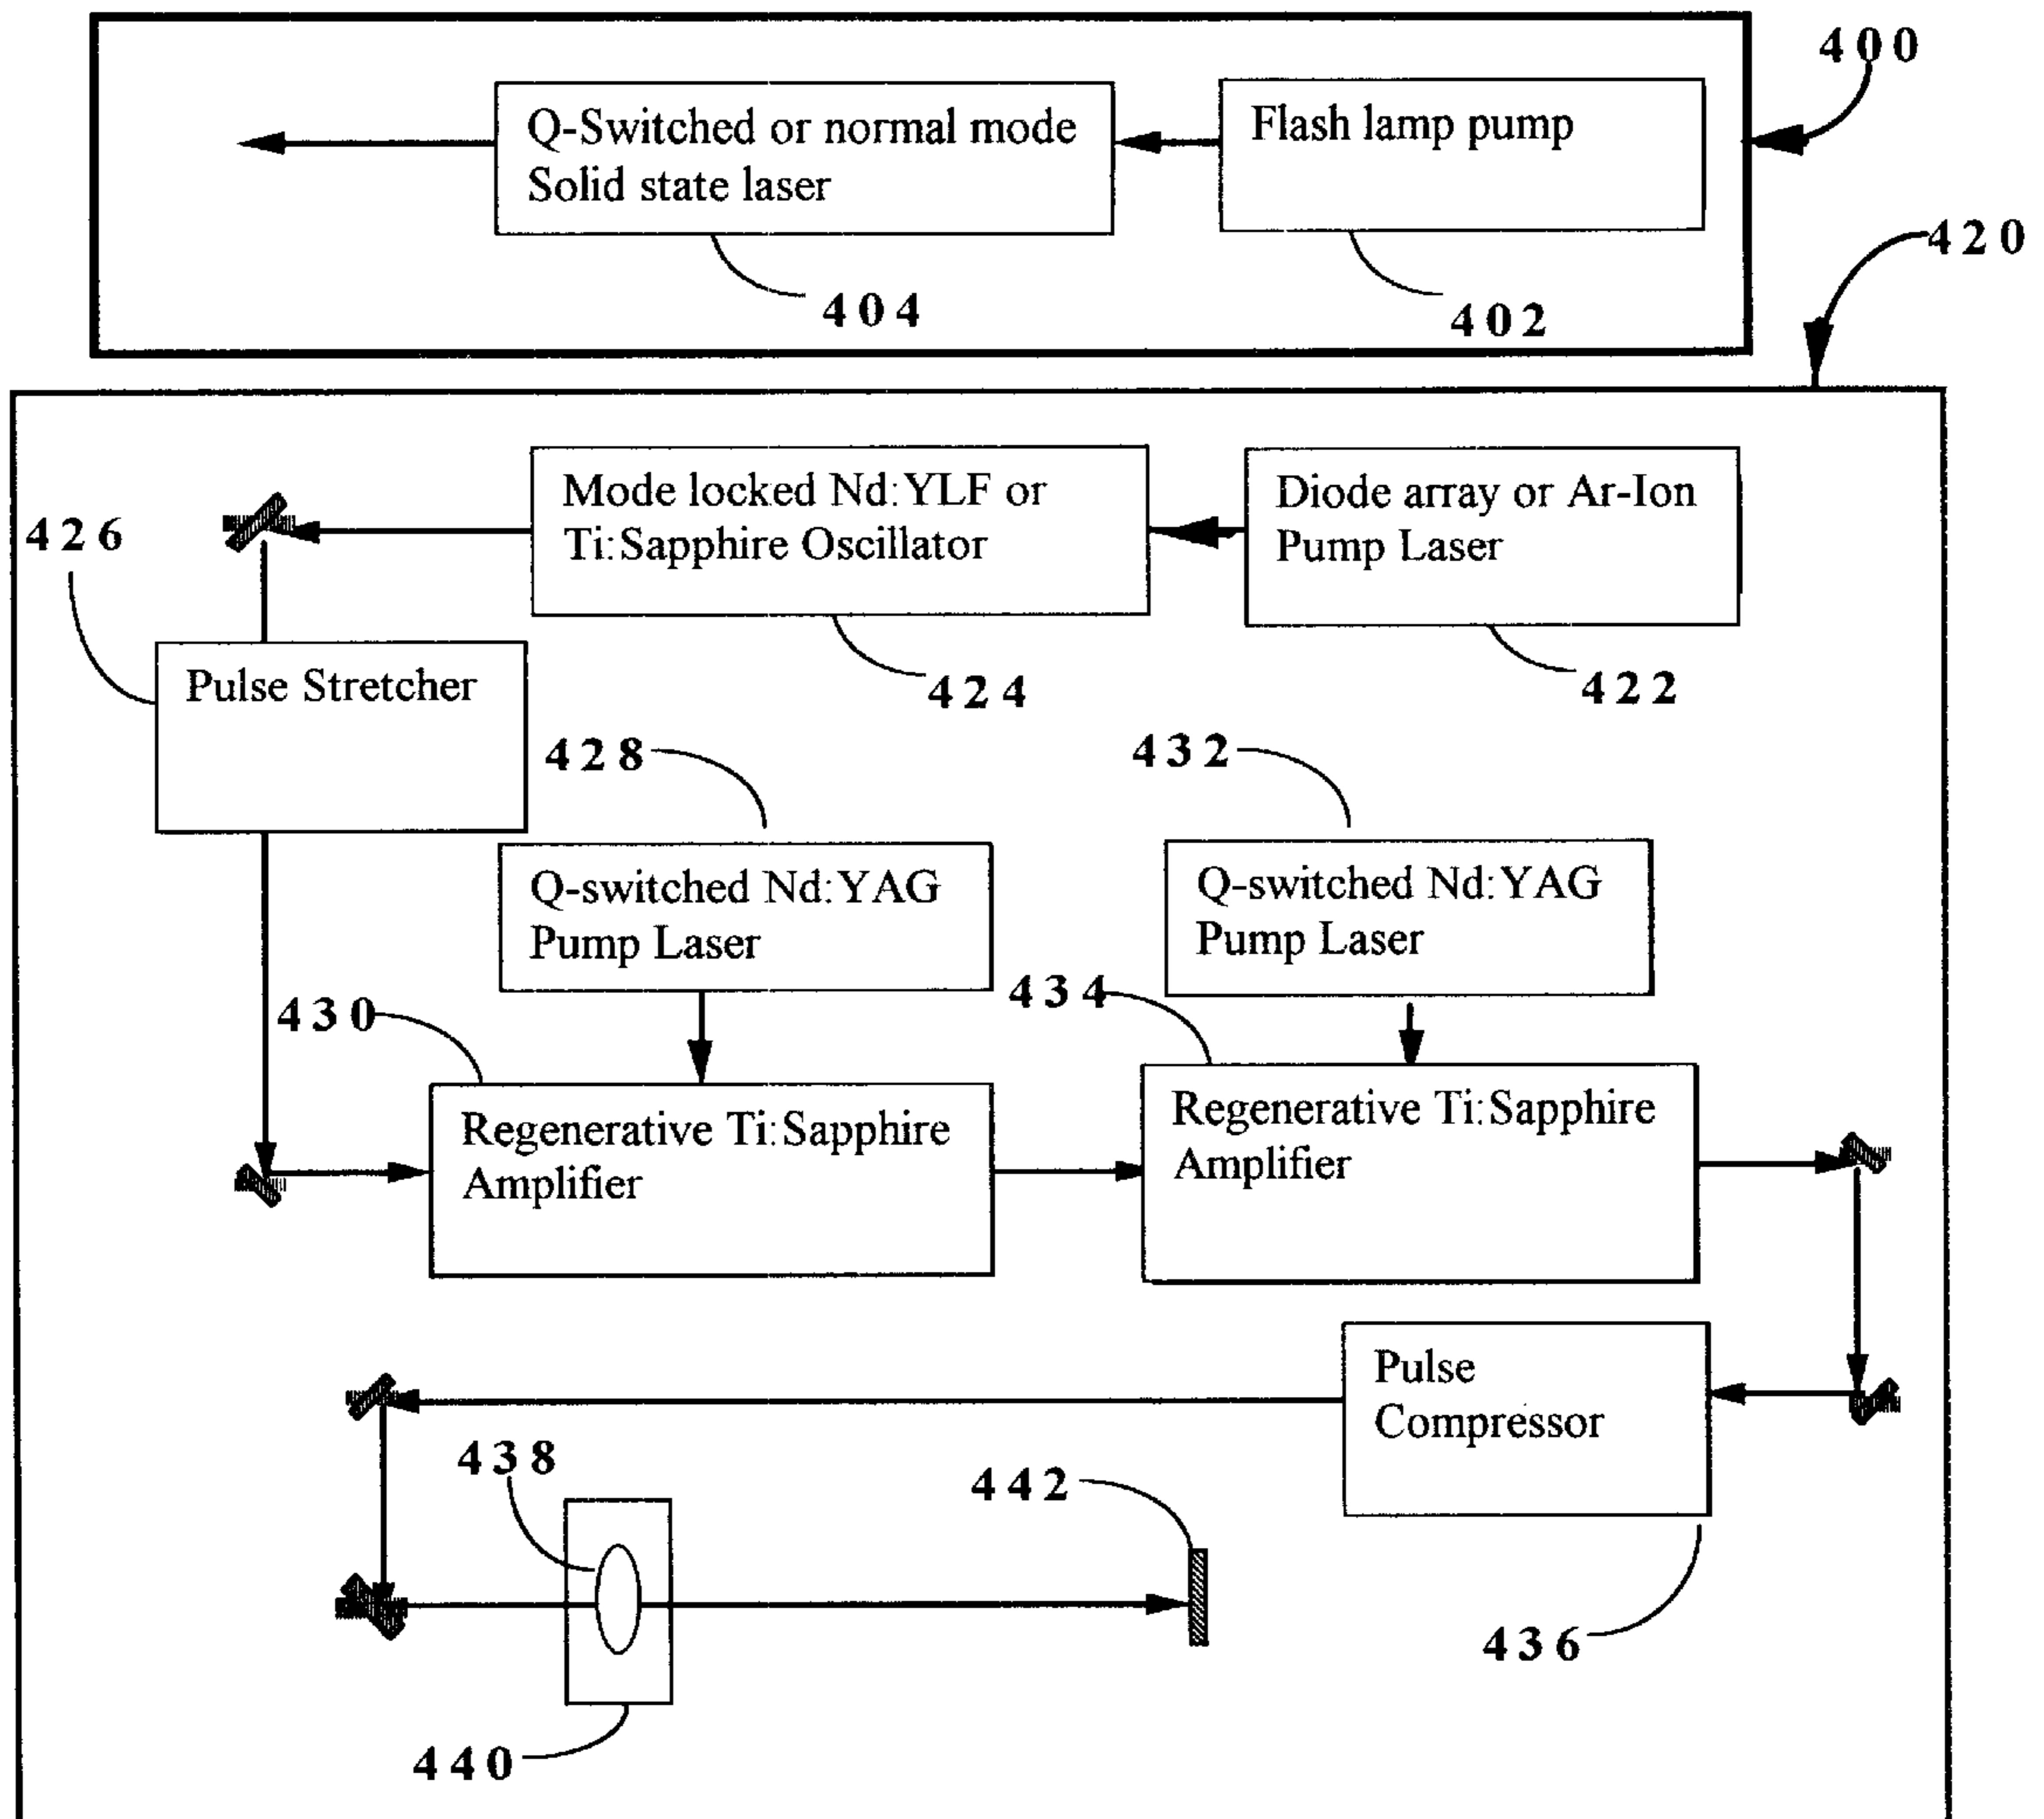 400
Q-Switched or normal mode
Solid state laser
Flash lamp pump
404
402
420
Mode locked Nd:YLF or
Ti:Sapphire Oscillator
Diode array or Ar-Ion
Pump Laser
426
424
422
Pulse Stretcher
428
432
Q-switched Nd:YAG
Pump Laser
Q-switched Nd:YAG
Pump Laser
430
434
Regenerative Ti:Sapphire
Amplifier
Regenerative Ti:Sapphire
Amplifier
Pulse
Compressor
438
442
436
440